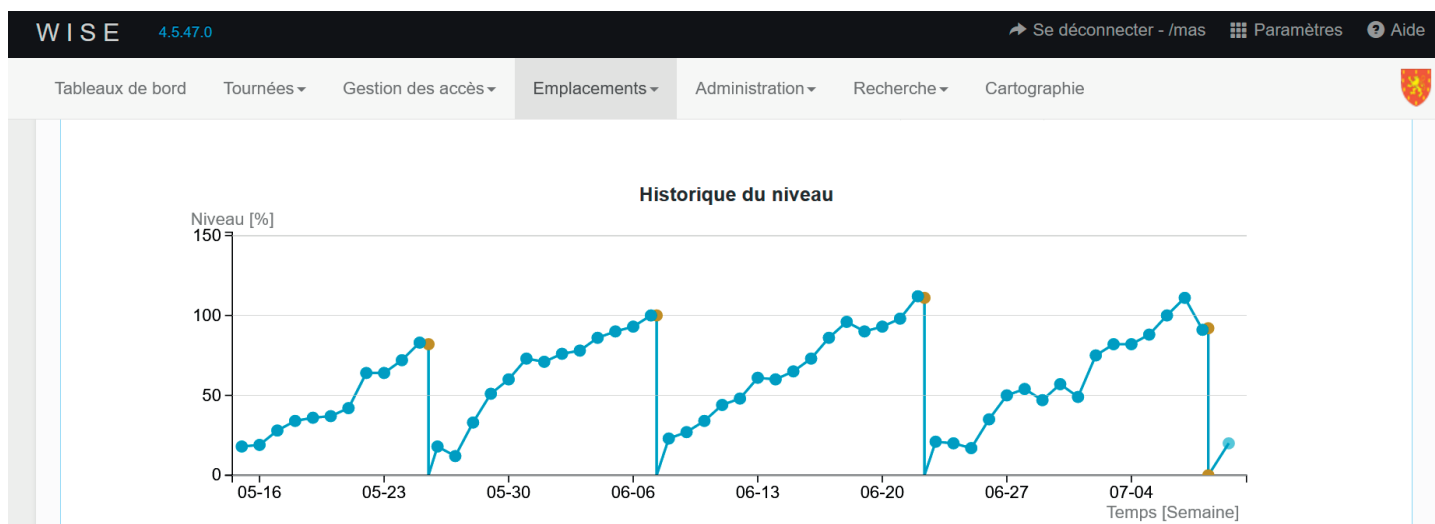 WISE 4.5.47.0 Se déconnecter - /mas Paramètres ? Aide
Tableaux de bord Tournées Gestion des accès Emplacements Administration Recherche Cartographie
Historique du niveau
Niveau [%]
150
100
50
0
05-16 05-23 05-30 06-06 06-13 06-20 06-27 07-04
Temps [Semaine]